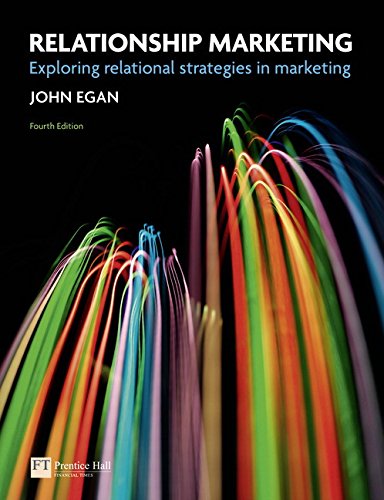 RELATIONSHIP MARKETING
Exploring relational strategies in marketing
JOHN EGAN
Fourth Edition
FT Prentice Hall
FINANCIAL TIMES